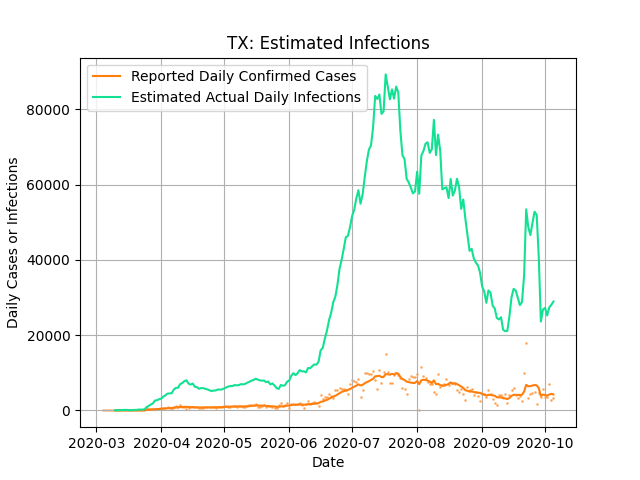 TX: Estimated Infections
Reported Daily Confirmed Cases
Estimated Actual Daily Infections
Daily Cases or Infections
80000
60000
40000
20000
0
2020-03 2020-04 2020-05 2020-06 2020-07 2020-08 2020-09 2020-10
Date